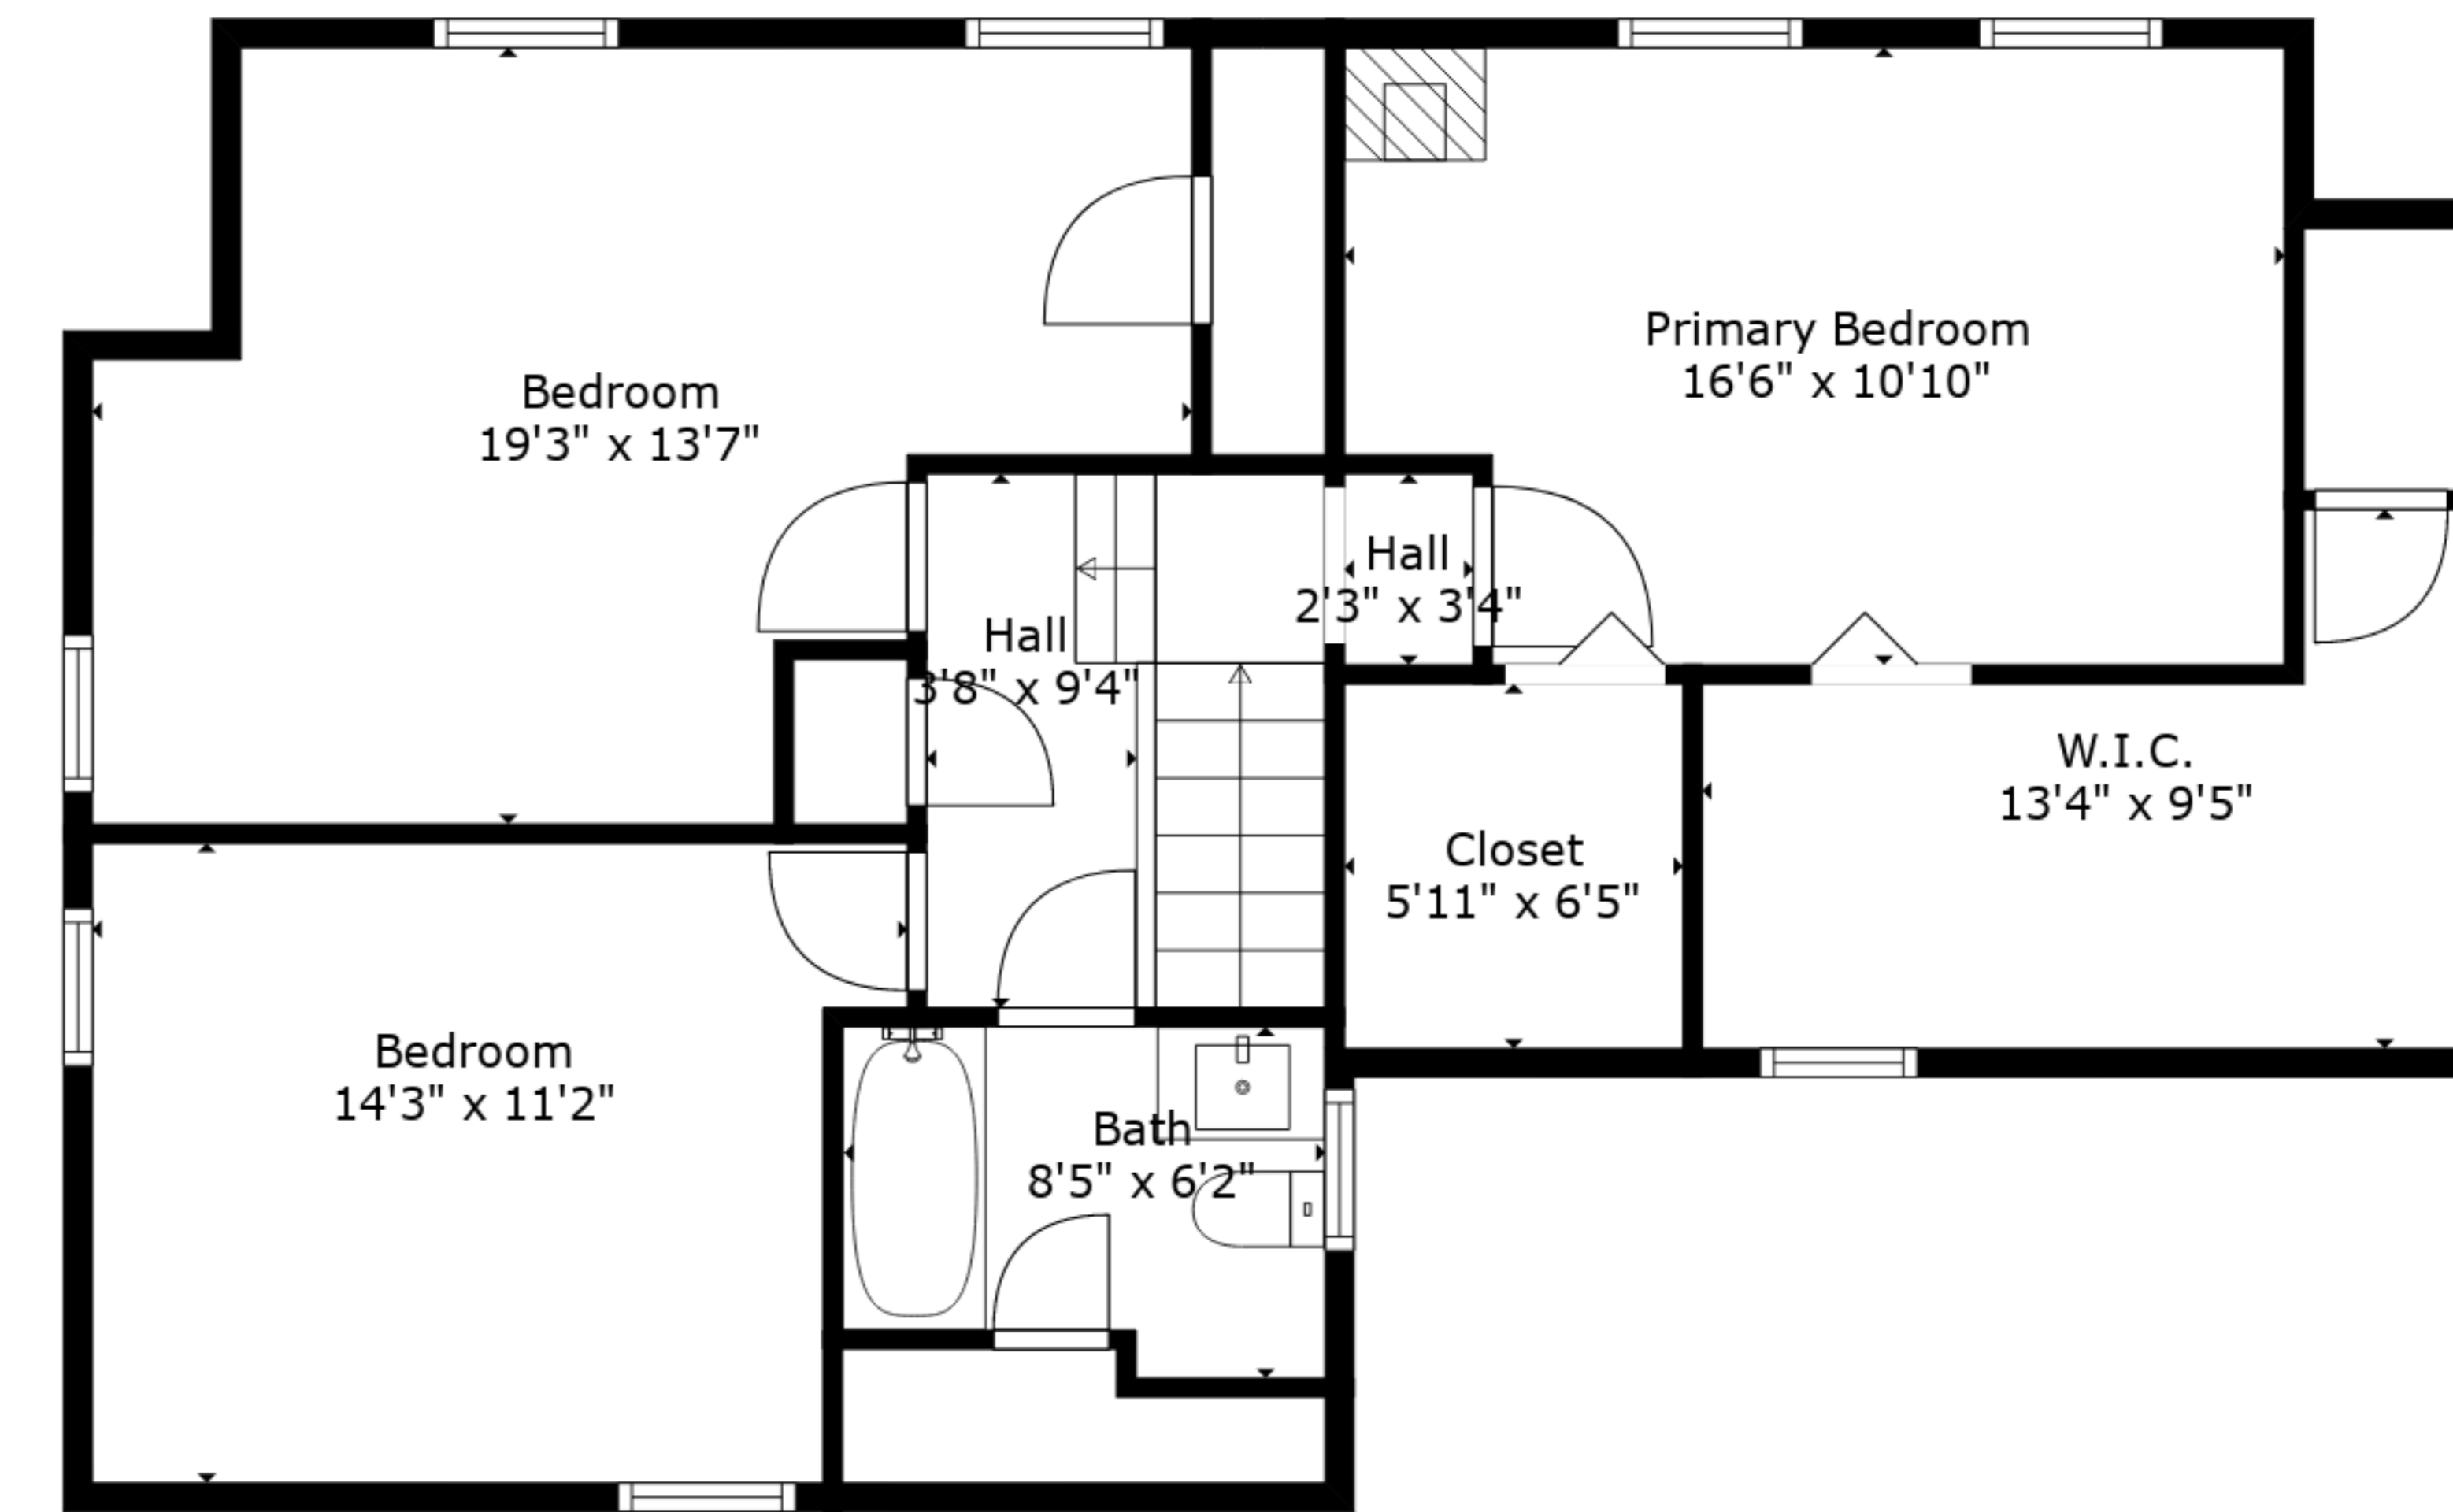 Primary Bedroom
16'6" x 10'10"
Bedroom
19'3" x 13'7"
Hall
2'3" x 3'4"
Hall
3'8" x 9'4"
W.I.C.
13'4" x 9'5"
Closet
5'11" x 6'5"
Bedroom
14'3" x 11'2"
Bath
8'5" x 6'2"